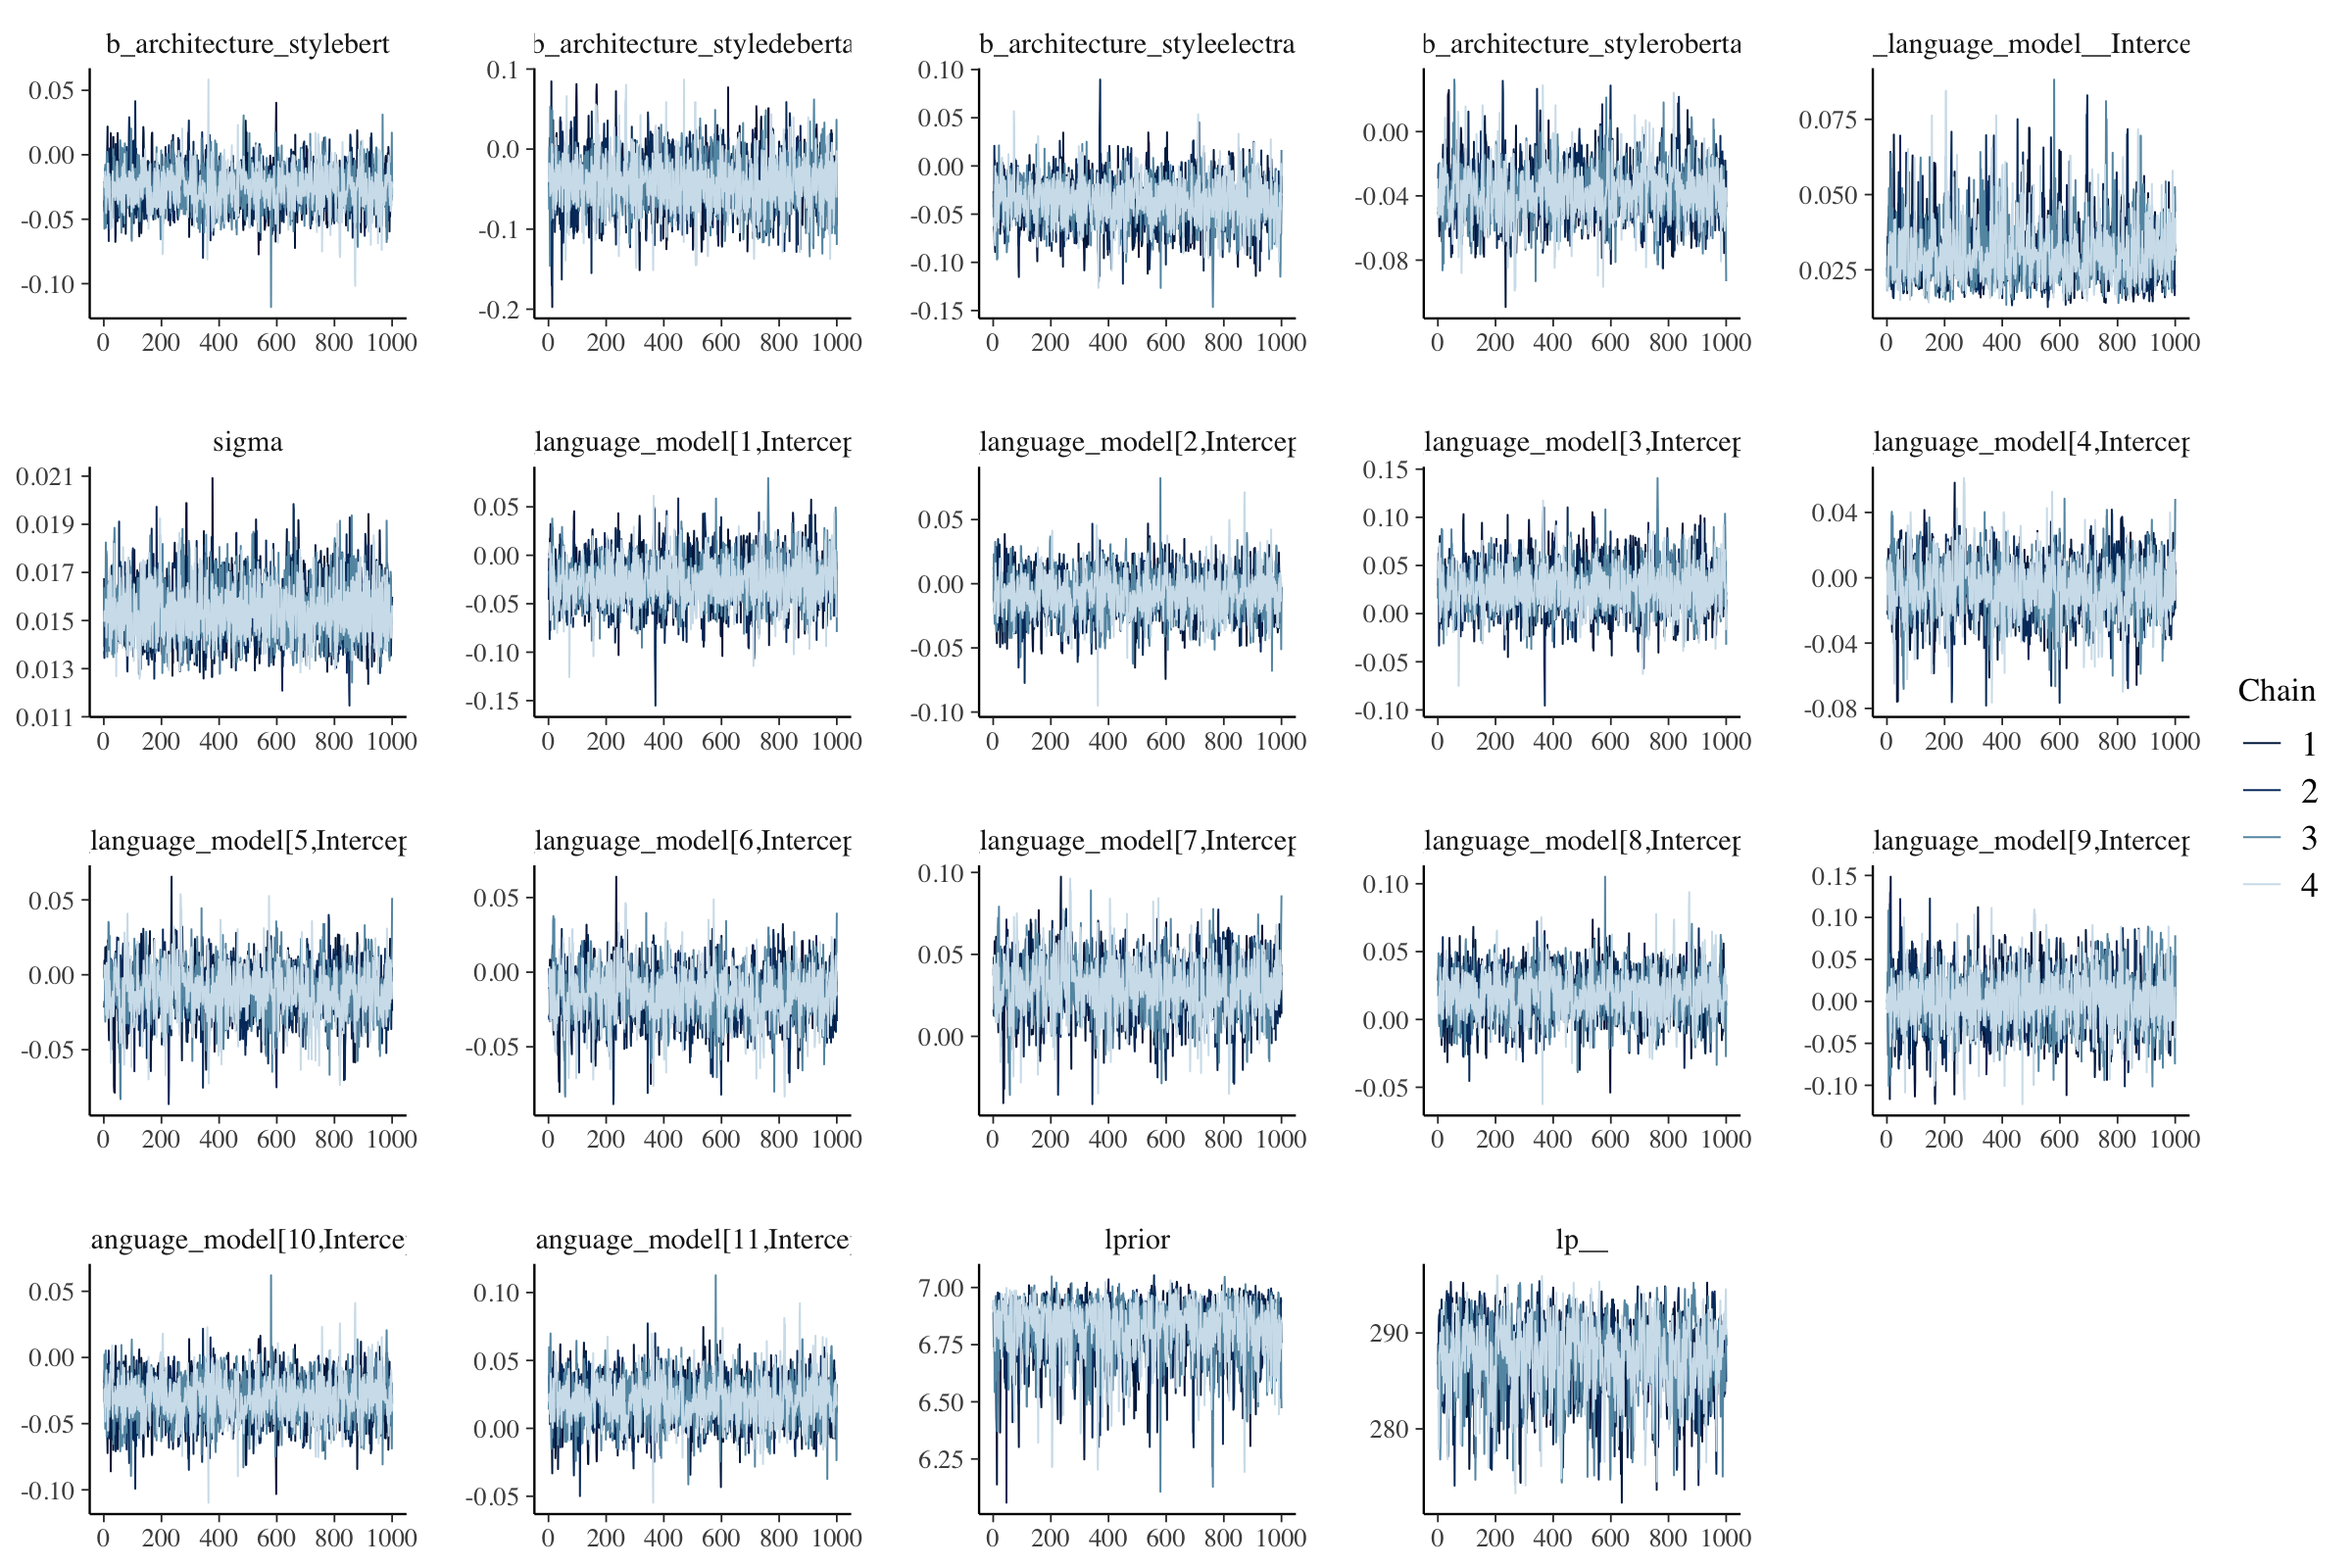 b_architecture_stylebert
b_architecture_styledeberta
b_architecture_styleelectra
b_architecture_styleroberta
_language_model__Interce
0.05
0.00
-0.05
-0.10
0 200 400 600 800 1000
0.1
0.0
-0.1
-0.2
0 200 400 600 800 1000
0.10
0.05
0.00
-0.05
-0.10
-0.15
0 200 400 600 800 1000
0.00
-0.04
-0.08
0 200 400 600 800 1000
0.075
0.050
0.025
0 200 400 600 800 1000
sigma
language_model[1,Intercep
language_model[2,Intercep
language_model[3,Intercep
language_model[4,Intercep
0.021
0.019
0.017
0.015
0.013
0.011
0 200 400 600 800 1000
0.05
0.00
-0.05
-0.10
-0.15
0 200 400 600 800 1000
0.05
0.00
-0.05
-0.10
0 200 400 600 800 1000
0.15
0.10
0.05
0.00
-0.05
-0.10
0 200 400 600 800 1000
0.04
0.00
-0.04
-0.08
0 200 400 600 800 1000
language_model[5,Intercep
language_model[6,Intercep
language_model[7,Intercep
language_model[8,Intercep
language_model[9,Intercep
0.05
0.00
-0.05
0 200 400 600 800 1000
0.05
0.00
-0.05
0 200 400 600 800 1000
0.10
0.05
0.00
0 200 400 600 800 1000
0.10
0.05
0.00
-0.05
0 200 400 600 800 1000
0.15
0.10
0.05
0.00
-0.05
-0.10
0 200 400 600 800 1000
anguage_model[10,Interce
anguage_model[11,Interce
lprior
lp__
0.05
0.00
-0.05
-0.10
0 200 400 600 800 1000
0.10
0.05
0.00
-0.05
0 200 400 600 800 1000
7.00
6.75
6.50
6.25
0 200 400 600 800 1000
290
280
0 200 400 600 800 1000
Chain
1
2
3
4